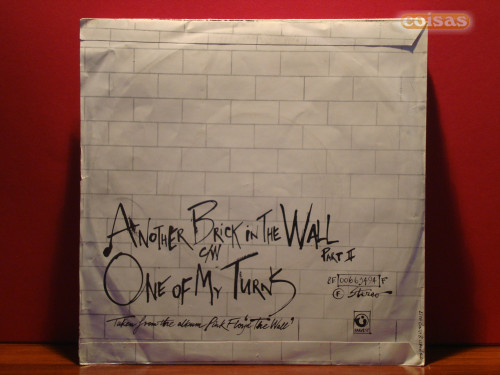 coisas
ANOTHER BRICK IN THE WALL
PART II
C/W
ONE OF MY TURNS
Taken from the album Pink Floyd "The Wall"
Stereo